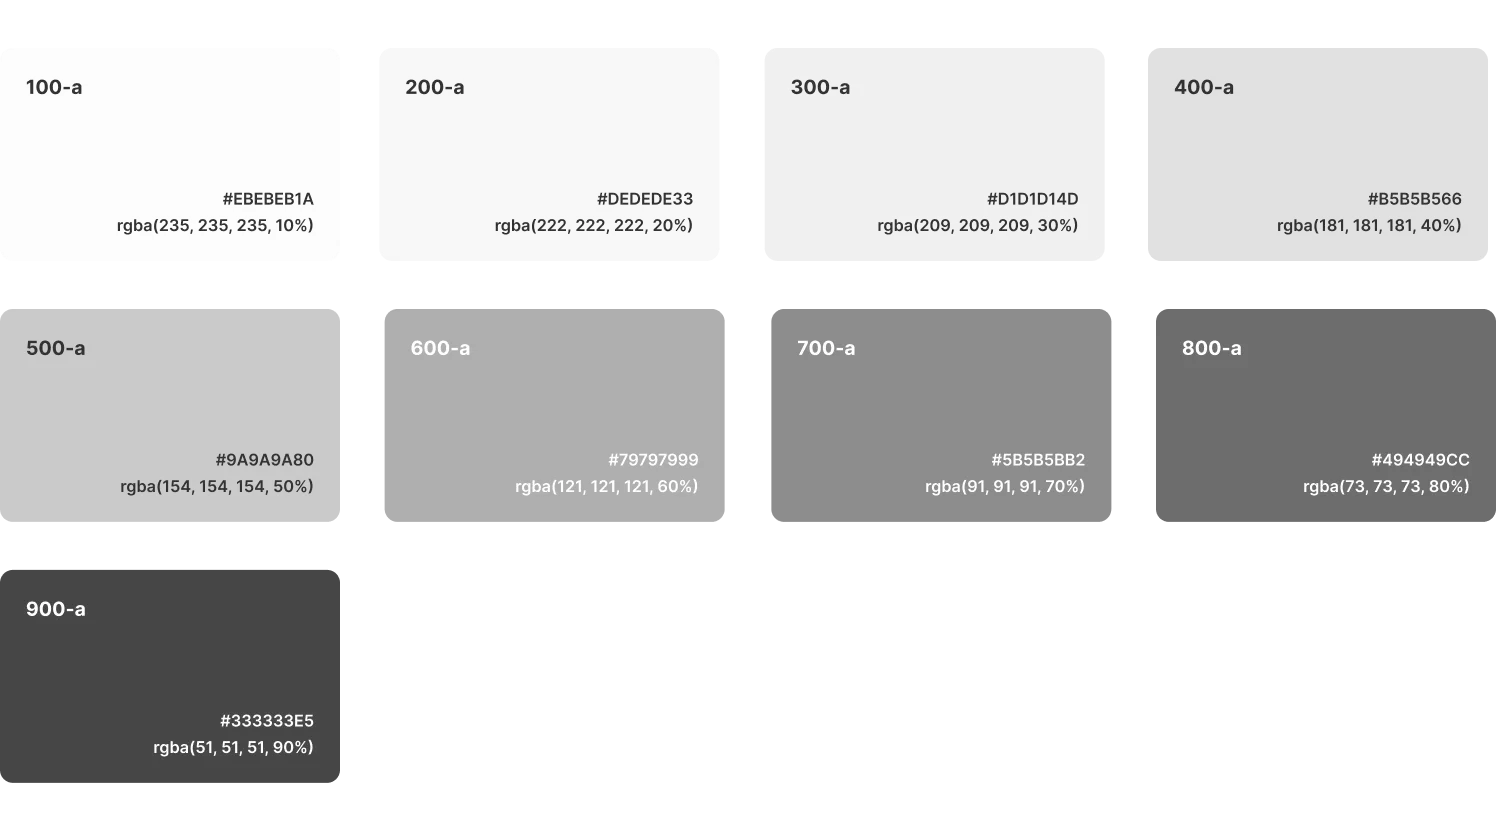 100-a
#EBEBEB1A
rgba(235, 235, 235, 10%)
200-a
#DEDEDE33
rgba(222, 222, 222, 20%)
300-a
#D1D1D14D
rgba(209, 209, 209, 30%)
400-a
#B5B5B566
rgba(181, 181, 181, 40%)
500-a
#9A9A9A80
rgba(154, 154, 154, 50%)
600-a
#79797999
rgba(121, 121, 121, 60%)
700-a
#5B5B5BB2
rgba(91, 91, 91, 70%)
800-a
#494949CC
rgba(73, 73, 73, 80%)
900-a
#333333E5
rgba(51, 51, 51, 90%)